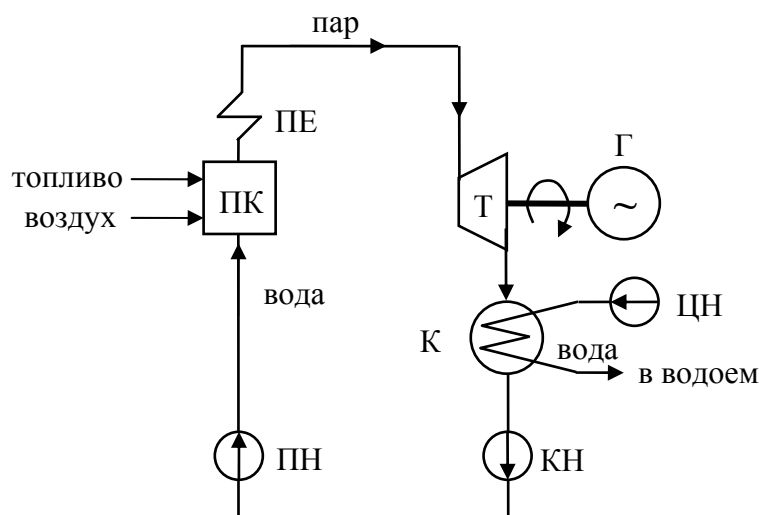 пар
ПЕ
Г
топливо
ПК
Т
~
воздух
вода
ЦН
К
вода
в водоем
ПН
КН